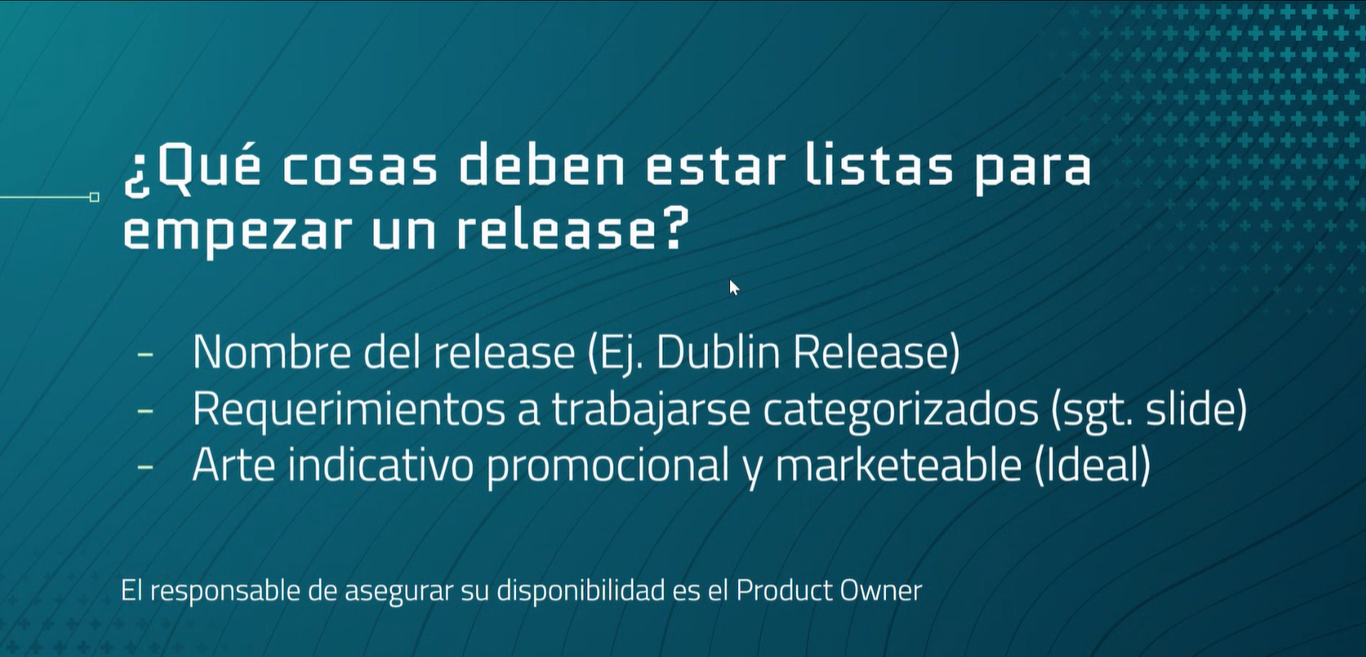 ¿Qué cosas deben estar listas para
empezar un release?
- Nombre del release (Ej. Dublin Release)
- Requerimientos a trabajarse categorizados (sgt. slide)
- Arte indicativo promocional y marketeable (Ideal)
El responsable de asegurar su disponibilidad es el Product Owner